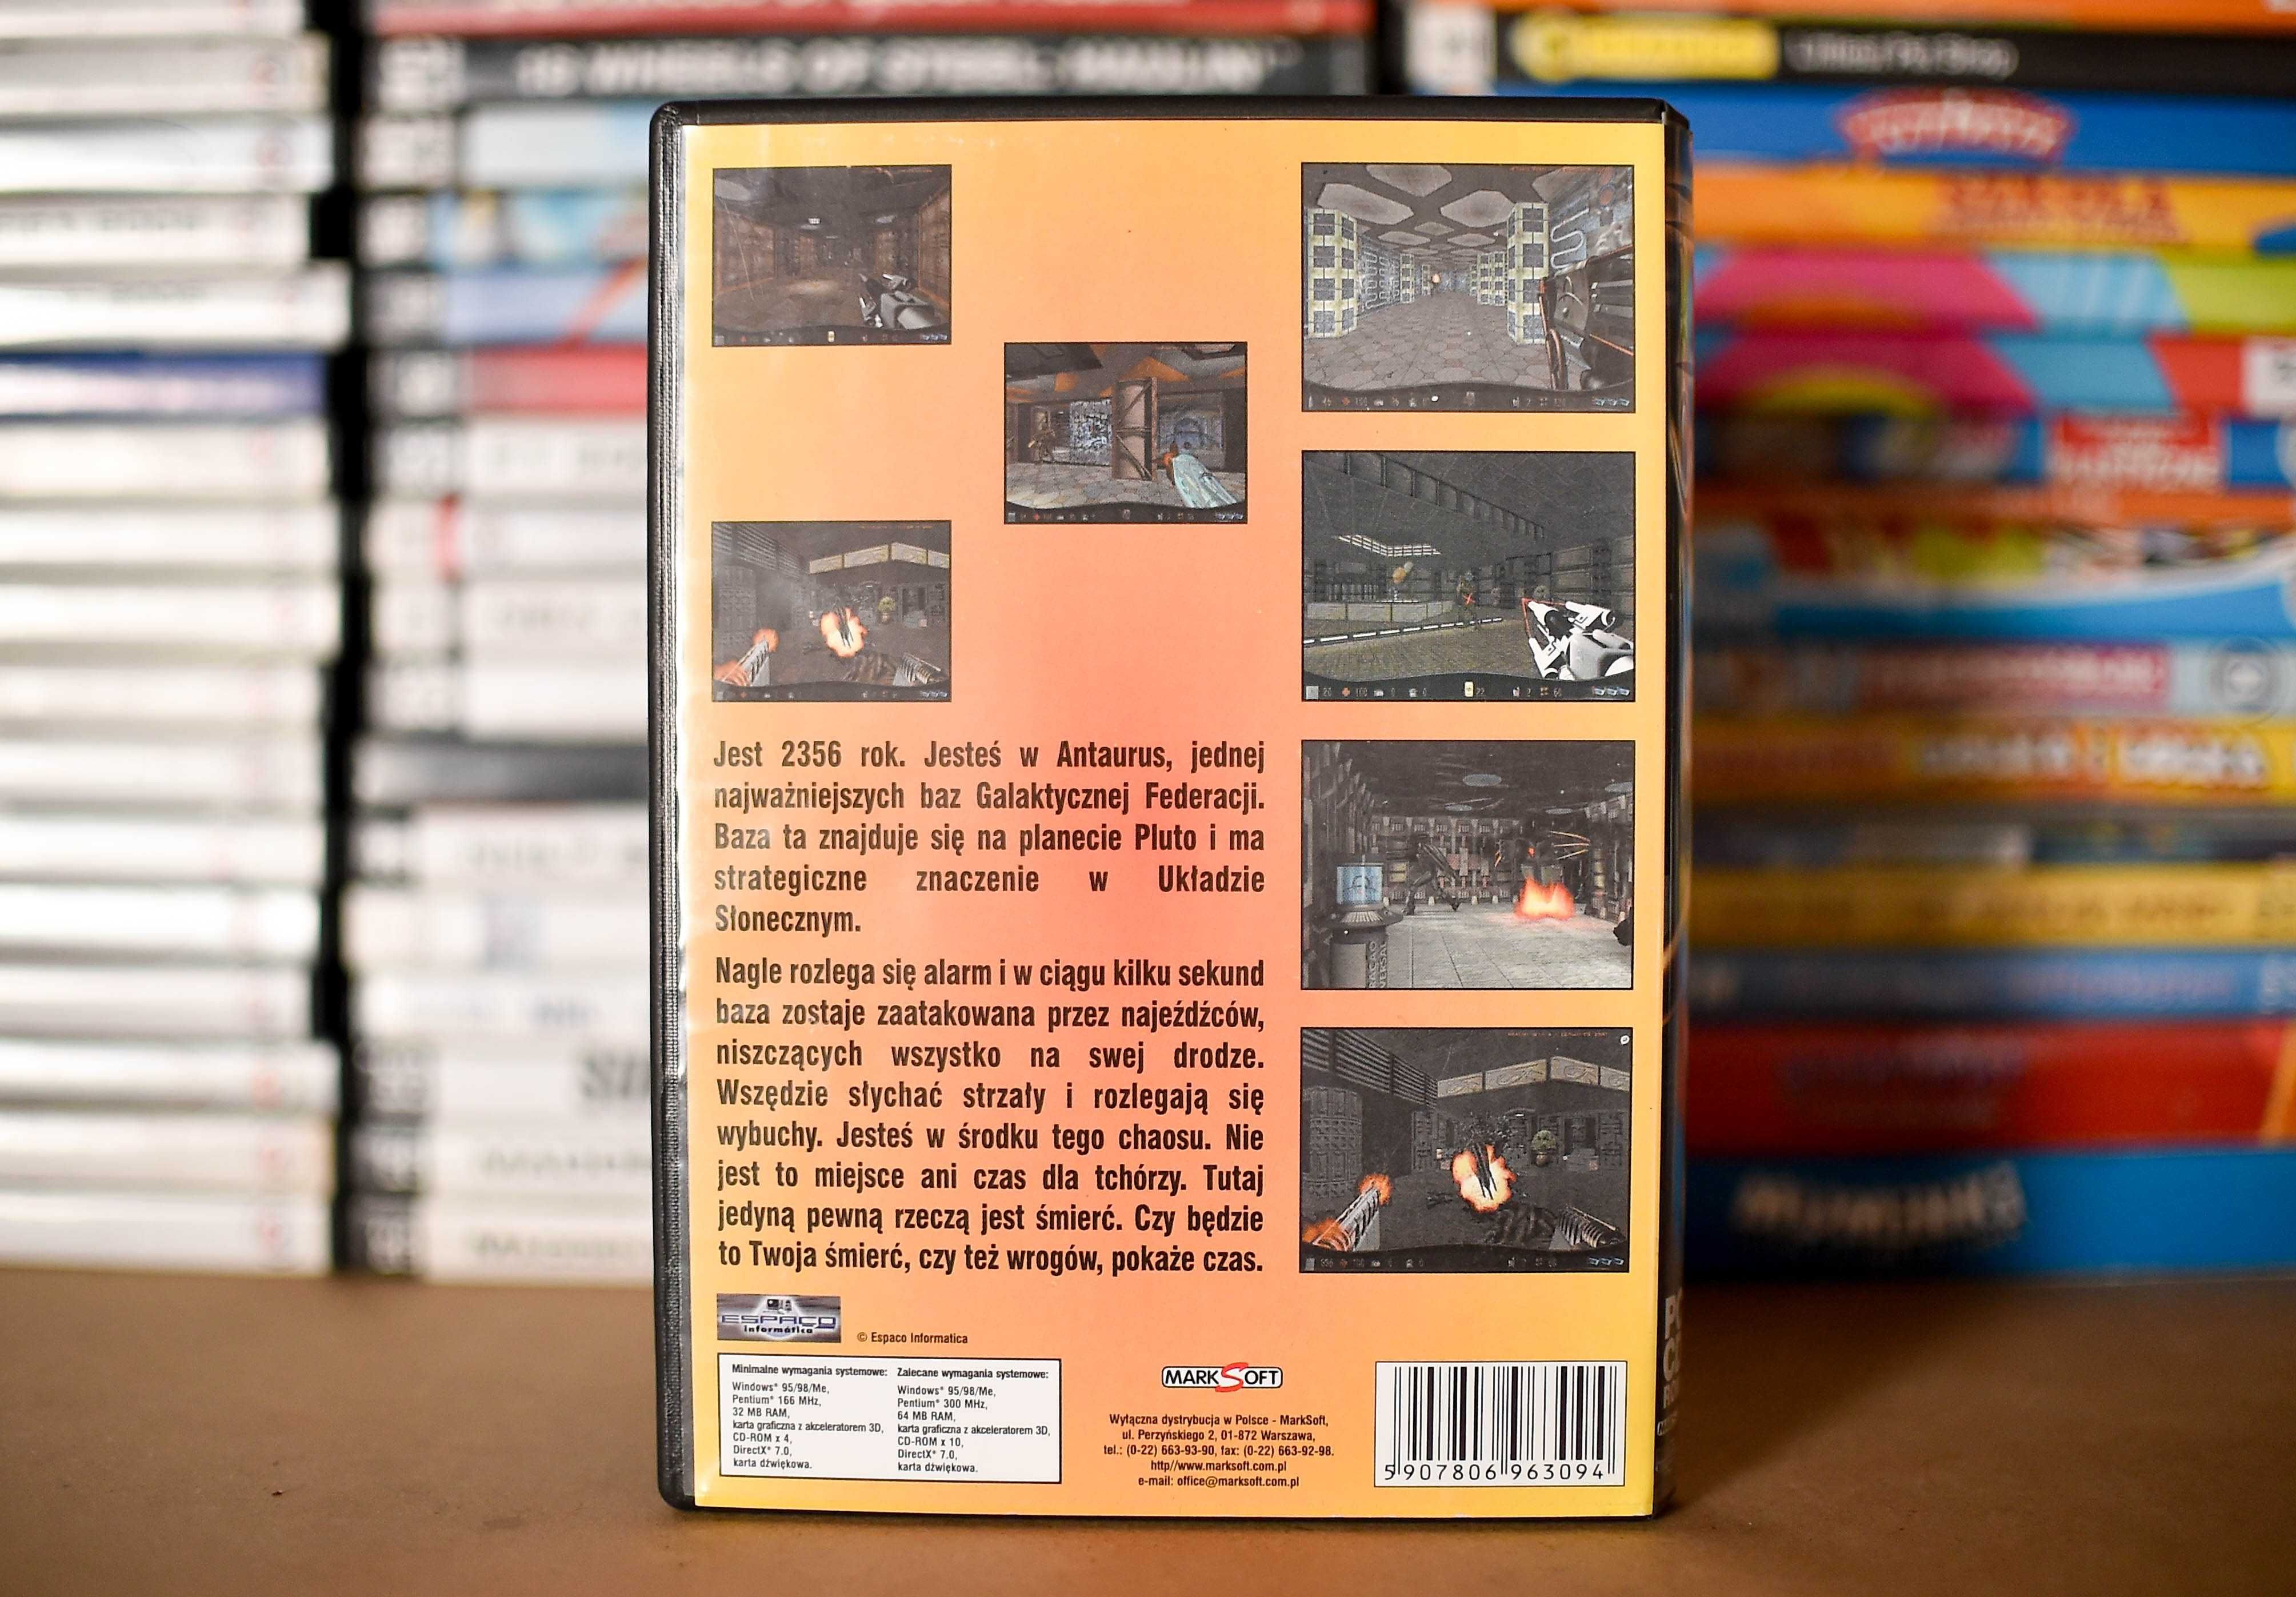 18 WHEELS OF STEEL: HAULIN'
Jest 2356 rok. Jesteś w Antaurus, jednej
najważniejszych baz Galaktycznej Federacji.
Baza ta znajduje się na planecie Pluto i ma
strategiczne znaczenie w Układzie
Słonecznym.
Nagle rozlega się alarm i w ciągu kilku sekund
baza zostaje zaatakowana przez najeźdźców,
niszczących wszystko na swej drodze.
Wszędzie słychać strzały i rozlegają się
wybuchy. Jesteś w środku tego chaosu. Nie
jest to miejsce ani czas dla tchórzy. Tutaj
jedyną pewną rzeczą jest śmierć. Czy będzie
to Twoja śmierć, czy też wrogów, pokaże czas.
ESPAÇO
informática
© Espaco Informatica
Minimalne wymagania systemowe:
Windows® 95/98/Me,
Pentium® 166 MHz,
32 MB RAM,
karta graficzna z akceleratorem 3D,
CD-ROM x 4,
DirectX® 7.0,
karta dźwiękowa.
Zalecane wymagania systemowe:
Windows® 95/98/Me,
Pentium® 300 MHz,
64 MB RAM,
karta graficzna z akceleratorem 3D,
CD-ROM x 10,
DirectX® 7.0,
karta dźwiękowa.
MARKSOFT
Wyłączna dystrybucja w Polsce - MarkSoft,
ul. Perzyńskiego 2, 01-872 Warszawa,
tel.: (0-22) 663-93-90, fax: (0-22) 663-92-98.
http//www.marksoft.com.pl
e-mail: office@marksoft.com.pl
5 907806 963094